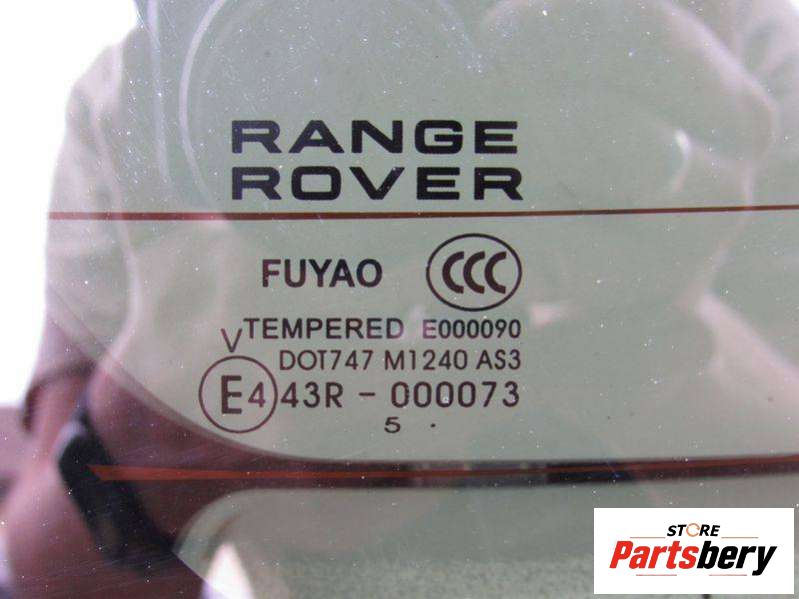 RANGE
ROVER
FUYAO CCC
V TEMPERED E000090
DOT747 M1240 AS3
E4 43R - 000073
5 .
STORE
Partsbery